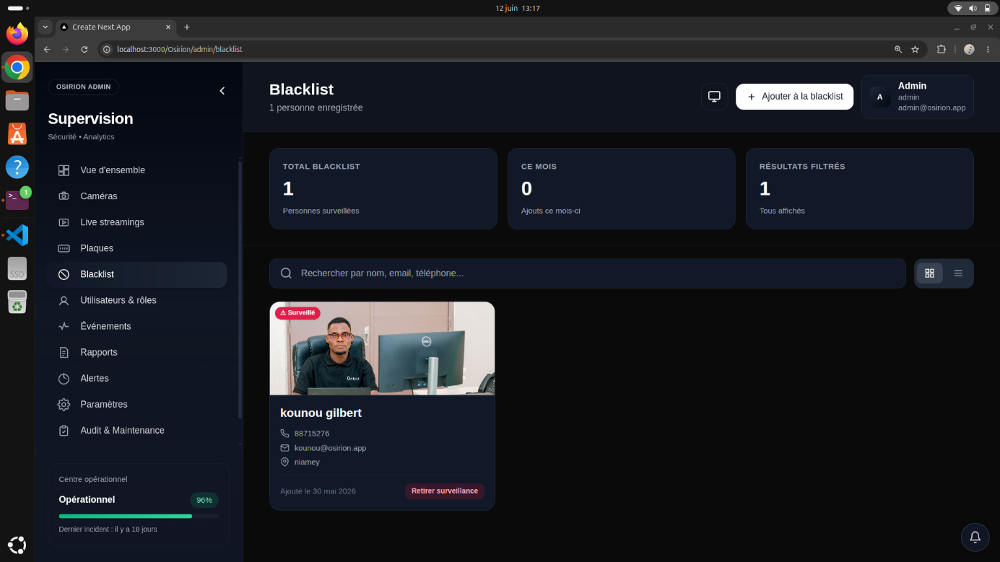 12 juin 13:17
Create Next App
localhost:3000/Osirion/admin/blacklist
OSIRION ADMIN
Supervision
Sécurité • Analytics
Vue d'ensemble
Caméras
Live streamings
Plaques
Blacklist
Utilisateurs & rôles
Événements
Rapports
Alertes
Paramètres
Audit & Maintenance
Centre opérationnel
Opérationnel 96%
Dernier incident : il y a 18 jours
Blacklist
1 personne enregistrée
+ Ajouter à la blacklist
A
Admin
admin
admin@osirion.app
TOTAL BLACKLIST
1
Personnes surveillées
CE MOIS
0
Ajouts ce mois-ci
RÉSULTATS FILTRÉS
1
Tous affichés
Rechercher par nom, email, téléphone...
⚠ Surveillé
DELL
kounou gilbert
88715276
kounou@osirion.app
niamey
Ajouté le 30 mai 2026
Retirer surveillance
1
SSD